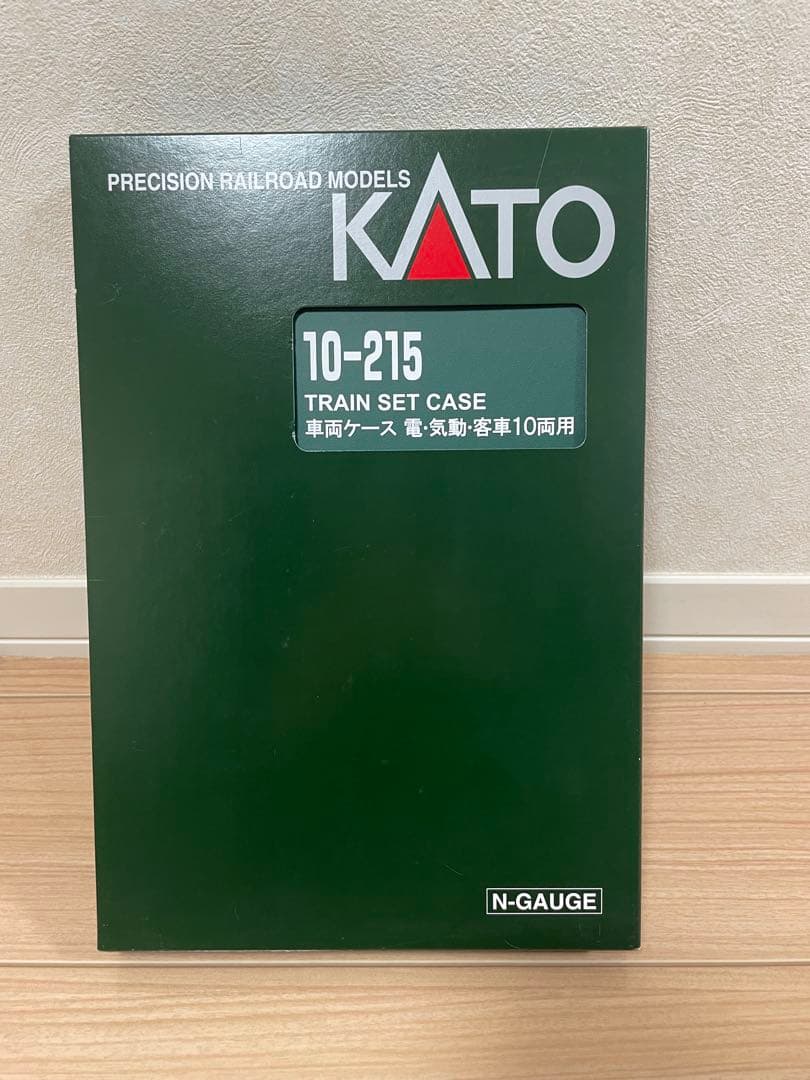 PRECISION RAILROAD MODELS
KATO
10-215
TRAIN SET CASE
車両ケース 電・気動・客車10両用
N-GAUGE